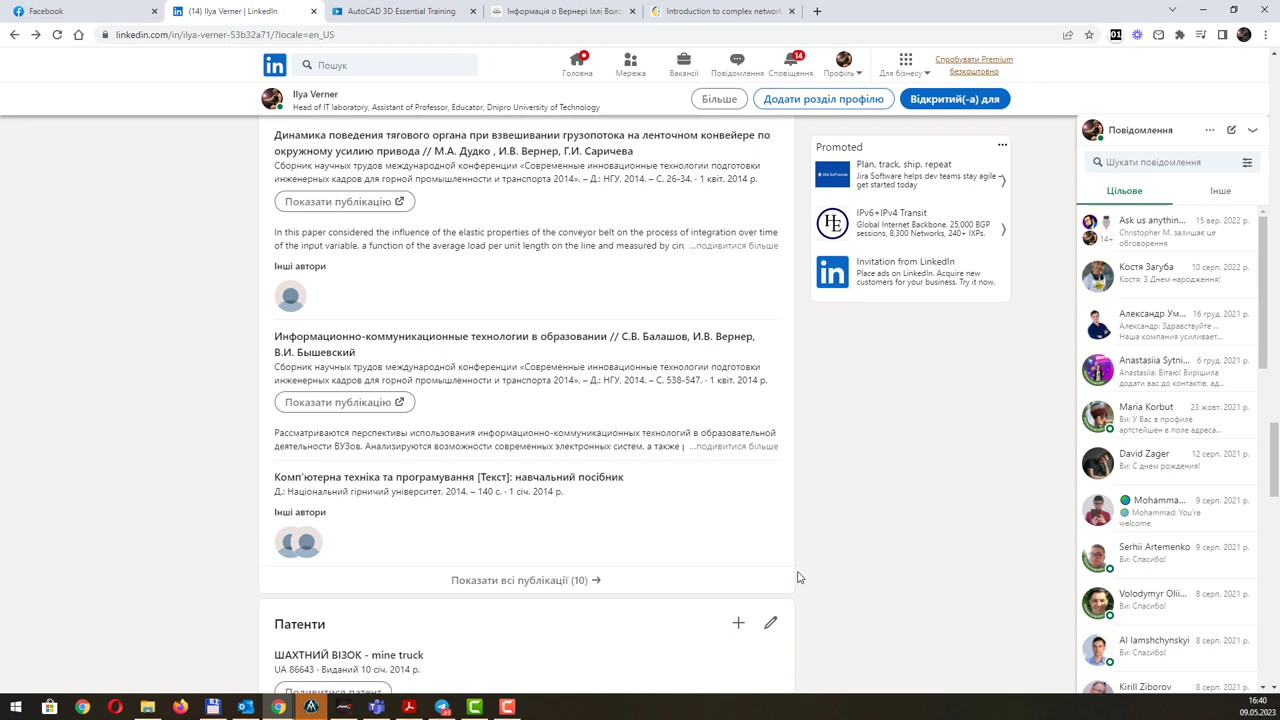 Facebook
(14) Ilya Verner | LinkedIn
AutoCAD 3D Essential Training
Інформація о Вернері Іллі Воло
Introduction to complex network
linkedin.com/in/ilya-verner-53b32a71/?locale=en_US
Пошук
Головна
Мережа
Вакансії
Повідомлення
14
Сповіщення
Профіль
Для бізнесу
Спробувати Premium
безкоштовно
Ilya Verner
Head of IT laboratory, Assistant of Professor, Educator, Dnipro University of Technology
Більше
Додати розділ профілю
Відкритий(-а) для
Динамика поведения тягового органа при взвешивании грузопотока на ленточном конвейере по
окружному усилию привода // М.А. Дудко , И.В. Вернер, Г.И. Саричева
Сборник научных трудов международной конференции «Современные инновационные технологии подготовки
инженерных кадров для горной промышленности и транспорта 2014». – Д.: НГУ, 2014. – С. 26-34. · 1 квіт. 2014 р.
Показати публікацію
In this paper considered the influence of the elastic properties of the conveyor belt on the process of integration over time
of the input variable, a function of the average load per unit length on the line and measured by circ ...подивитися більше
Інші автори
Информационно-коммуникационные технологии в образовании // С.В. Балашов, И.В. Вернер,
В.И. Бышевский
Сборник научных трудов международной конференции «Современные инновационные технологии подготовки
инженерных кадров для горной промышленности и транспорта 2014». – Д.: НГУ, 2014. – С. 538-547. · 1 квіт. 2014 р.
Показати публікацію
Рассматриваются перспективы использования информационно-коммуникационных технологий в образовательной
деятельности ВУЗов. Анализируются возможности современных электронных систем, а также ...подивитися більше
Комп'ютерна техніка та програмування [Текст]: навчальний посібник
Д.: Національний гірничий університет, 2014. – 140 с. · 1 січ. 2014 р.
Інші автори
Показати всі публікації (10) →
Патенти
ШАХТНИЙ ВІЗОК - mine truck
UA 86643 · Виданий 10 січ. 2014 р.
Подивитися патент
Promoted
Plan, track, ship, repeat
Jira Software helps dev teams stay agile –
get started today
IPv6+IPv4 Transit
Global Internet Backbone. 25,000 BGP
sessions, 8,300 Networks, 240+ IXPs.
Invitation from LinkedIn
Place ads on LinkedIn. Acquire new
customers for your business. Try it now.
Повідомлення
Шукати повідомлення
Цільове
Інше
Ask us anythin... 15 вер. 2022 р.
Christopher M. залишає це
14+ обговорення
Костя Загуба 10 серп. 2022 р.
Костя: З Днем народження!
Александр Ум... 16 груд. 2021 р.
Александр: Здравствуйте ...
Наша компания усиливает...
Anastasiia Sytni... 6 груд. 2021 р.
Anastasiia: Вітаю! Вирішила
додати вас до контактів, ад...
Maria Korbut 23 жовт. 2021 р.
Ви: У Вас в профиле
артстейшен в поле адреса...
David Zager 12 серп. 2021 р.
Ви: С днем рождения!
Mohamma... 9 серп. 2021 р.
Mohammad: You're
welcome
Serhii Artemenko 9 серп. 2021 р.
Ви: Спасибо!
Volodymyr Olii... 8 серп. 2021 р.
Ви: Спасибо!
Al Iamshchynskyi 8 серп. 2021 р.
Ви: Спасибо!
Kirill Ziborov 8 серп. 2021 р.
16:40
09.05.2023